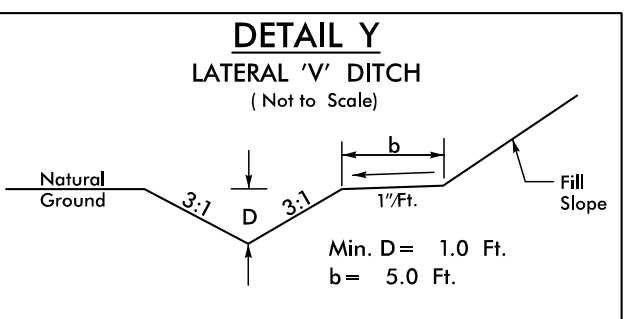 DETAIL Y
LATERAL 'V' DITCH
( Not to Scale)
b
Natural
Ground
3:1
D
3:1
1"/Ft.
Fill
Slope
Min. D = 1.0 Ft.
b = 5.0 Ft.